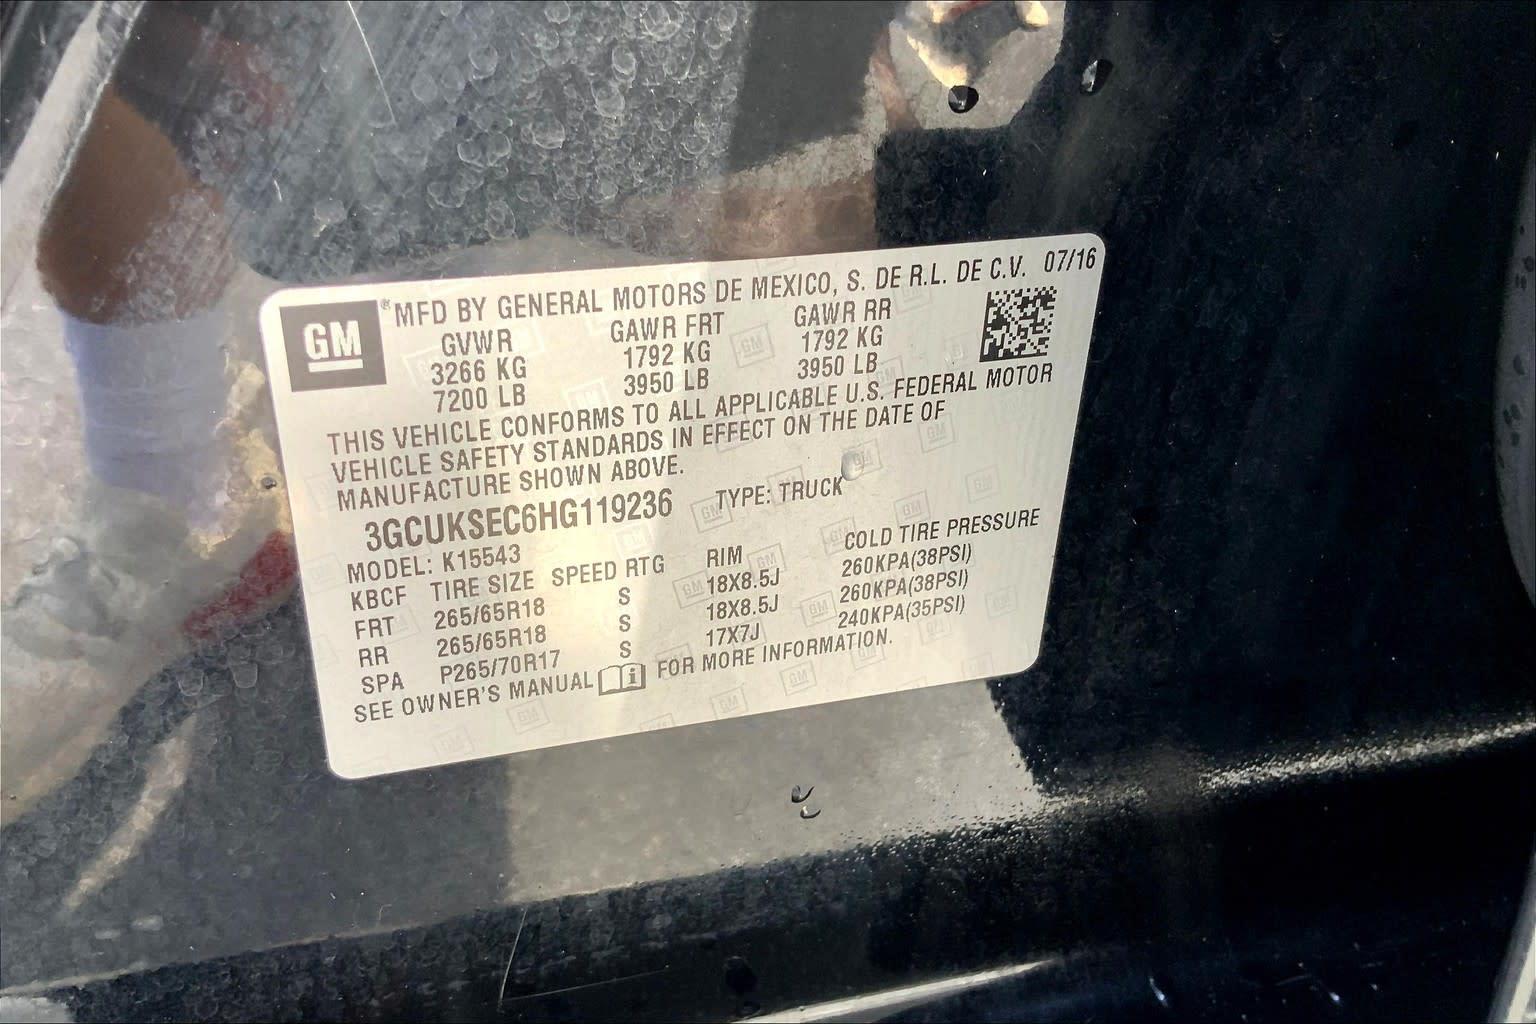 GM ® MFD BY GENERAL MOTORS DE MEXICO, S. DE R.L. DE C.V. 07/16
GVWR GAWR FRT GAWR RR
3266 KG 1792 KG 1792 KG
7200 LB 3950 LB 3950 LB
THIS VEHICLE CONFORMS TO ALL APPLICABLE U.S. FEDERAL MOTOR
VEHICLE SAFETY STANDARDS IN EFFECT ON THE DATE OF
MANUFACTURE SHOWN ABOVE.
3GCUKSEC6HG119236 TYPE: TRUCK
MODEL: K15543
KBCF TIRE SIZE SPEED RTG RIM COLD TIRE PRESSURE
FRT 265/65R18 S 18X8.5J 260KPA(38PSI)
RR 265/65R18 S 18X8.5J 260KPA(38PSI)
SPA P265/70R17 S 17X7J 240KPA(35PSI)
SEE OWNER'S MANUAL FOR MORE INFORMATION.